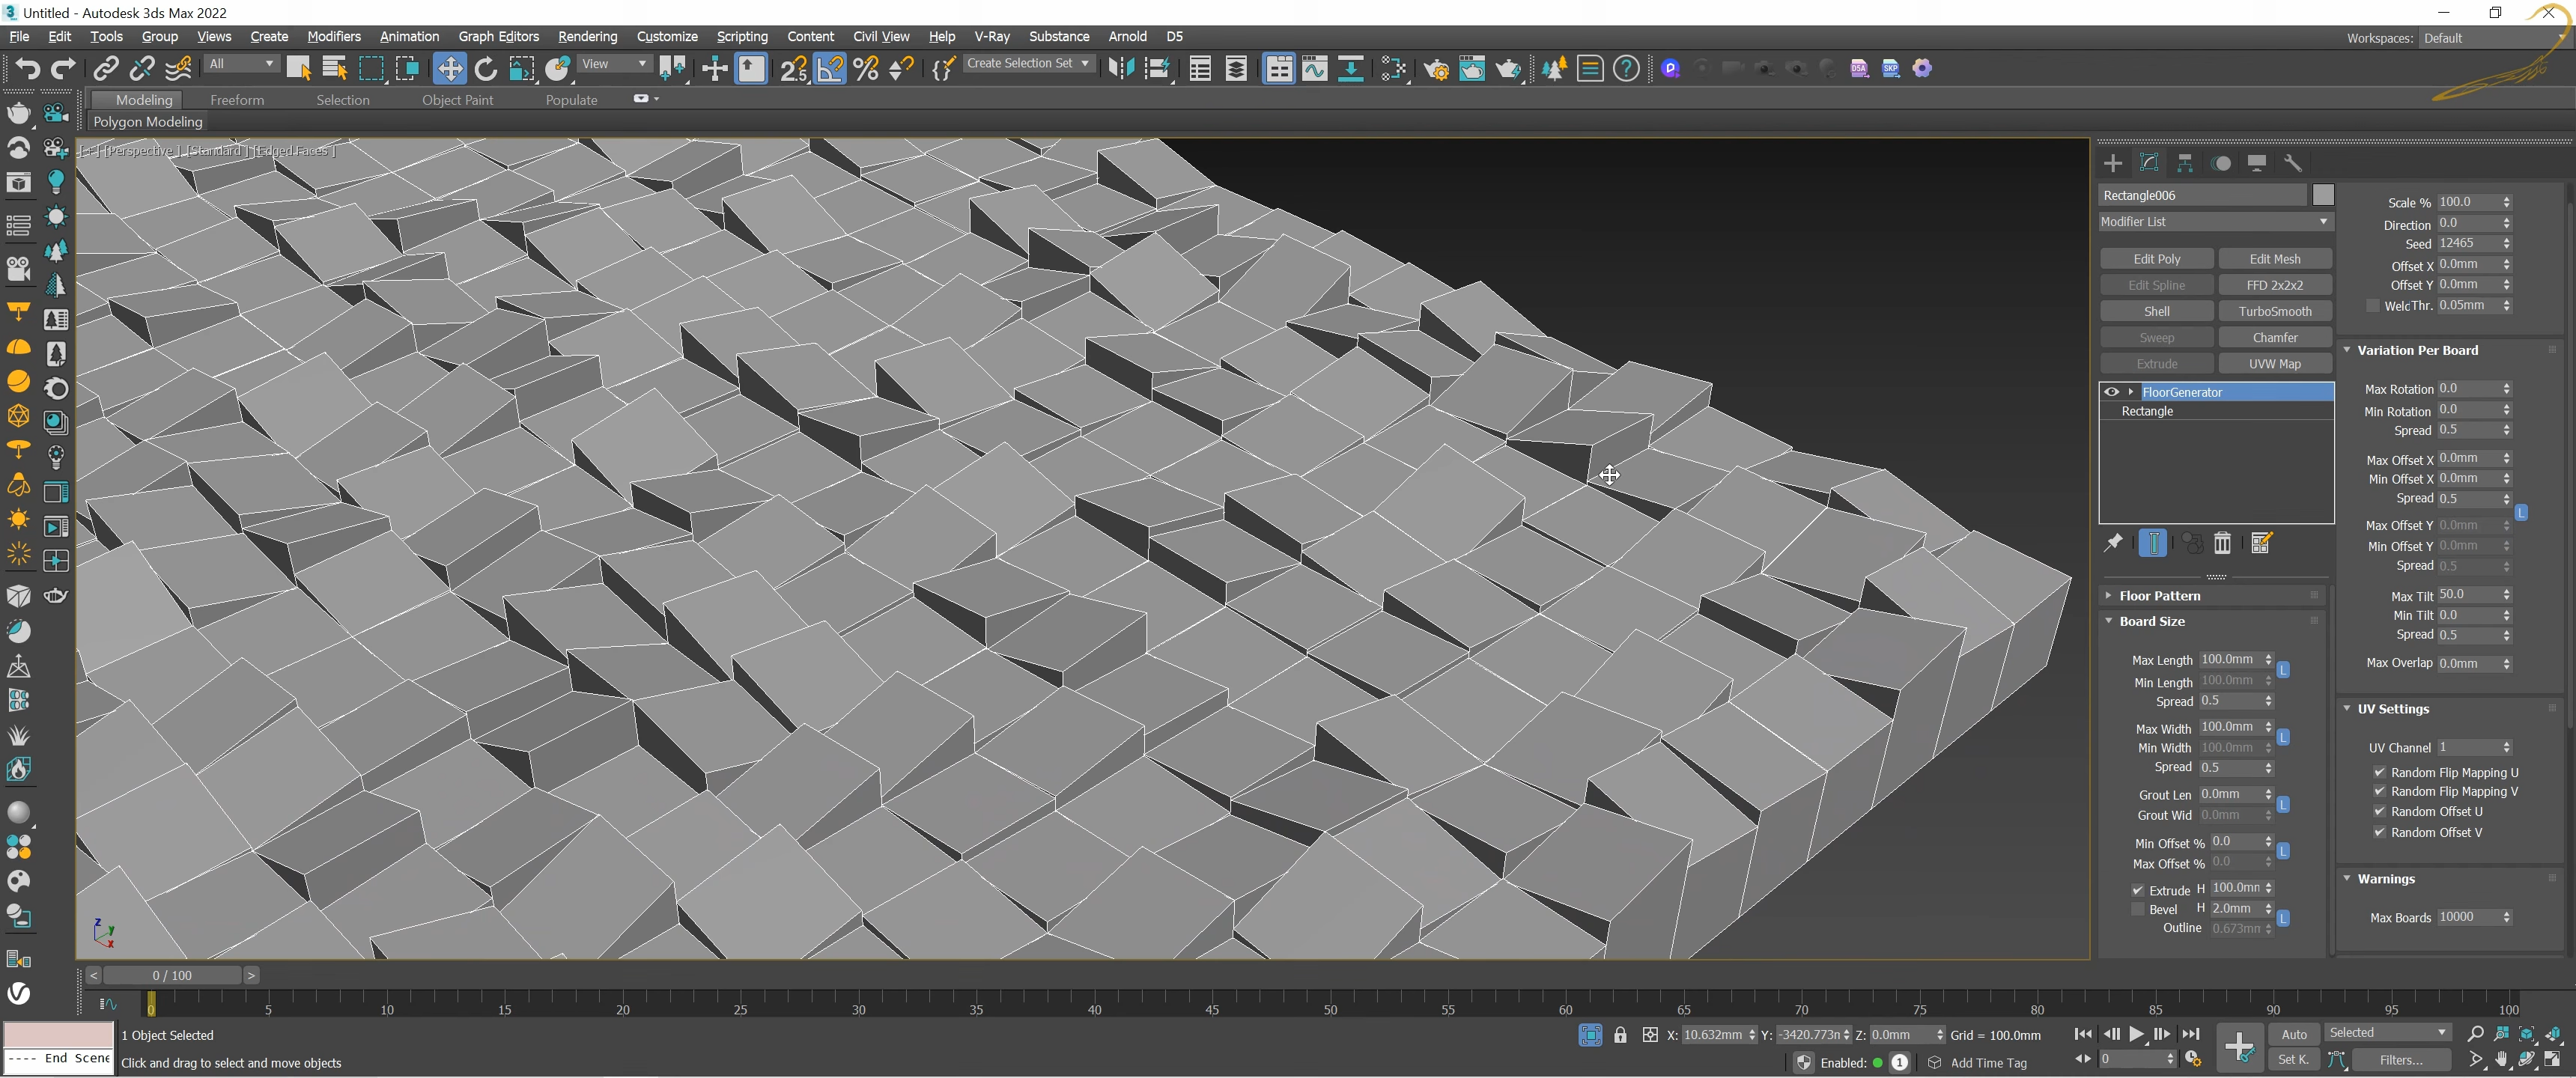 Untitled - Autodesk 3ds Max 2022
File Edit Tools Group Views Create Modifiers Animation Graph Editors Rendering Customize Scripting Content Civil View Help V-Ray Substance Arnold D5
Workspaces: Default
All View Create Selection Set
Modeling Freeform Selection Object Paint Populate
Polygon Modeling
[+] [Perspective ] [Standard ] [Edged Faces ]
Rectangle006
Modifier List
Edit Poly Edit Mesh
Edit Spline FFD 2x2x2
Shell TurboSmooth
Sweep Chamfer
Extrude UVW Map
FloorGenerator
Rectangle
Floor Pattern
Board Size
Max Length 100.0mm
L
Min Length 100.0mm
Spread 0.5
Max Width 100.0mm
L
Min Width 100.0mm
Spread 0.5
Grout Len 0.0mm
L
Grout Wid 0.0mm
Min Offset % 0.0
L
Max Offset % 0.0
Extrude H 100.0mm
Bevel H 2.0mm
L
Outline 0.673mm
Scale % 100.0
Direction 0.0
Seed 12465
Offset X 0.0mm
Offset Y 0.0mm
Welc Thr. 0.05mm
Variation Per Board
Max Rotation 0.0
Min Rotation 0.0
Spread 0.5
Max Offset X 0.0mm
Min Offset X 0.0mm
Spread 0.5
L
Max Offset Y 0.0mm
Min Offset Y 0.0mm
Spread 0.5
Max Tilt 50.0
Min Tilt 0.0
Spread 0.5
Max Overlap 0.0mm
UV Settings
UV Channel 1
Random Flip Mapping U
Random Flip Mapping V
Random Offset U
Random Offset V
Warnings
Max Boards 10000
z
y
x
< 0 / 100 >
0 5 10 15 20 25 30 35 40 45 50 55 60 65 70 75 80 85 90 95 100
1 Object Selected
---- End Scene
Click and drag to select and move objects
X: 10.632mm Y: -3420.773m Z: 0.0mm Grid = 100.0mm
Enabled: 1 Add Time Tag
0
Auto Selected
Set K. Filters...